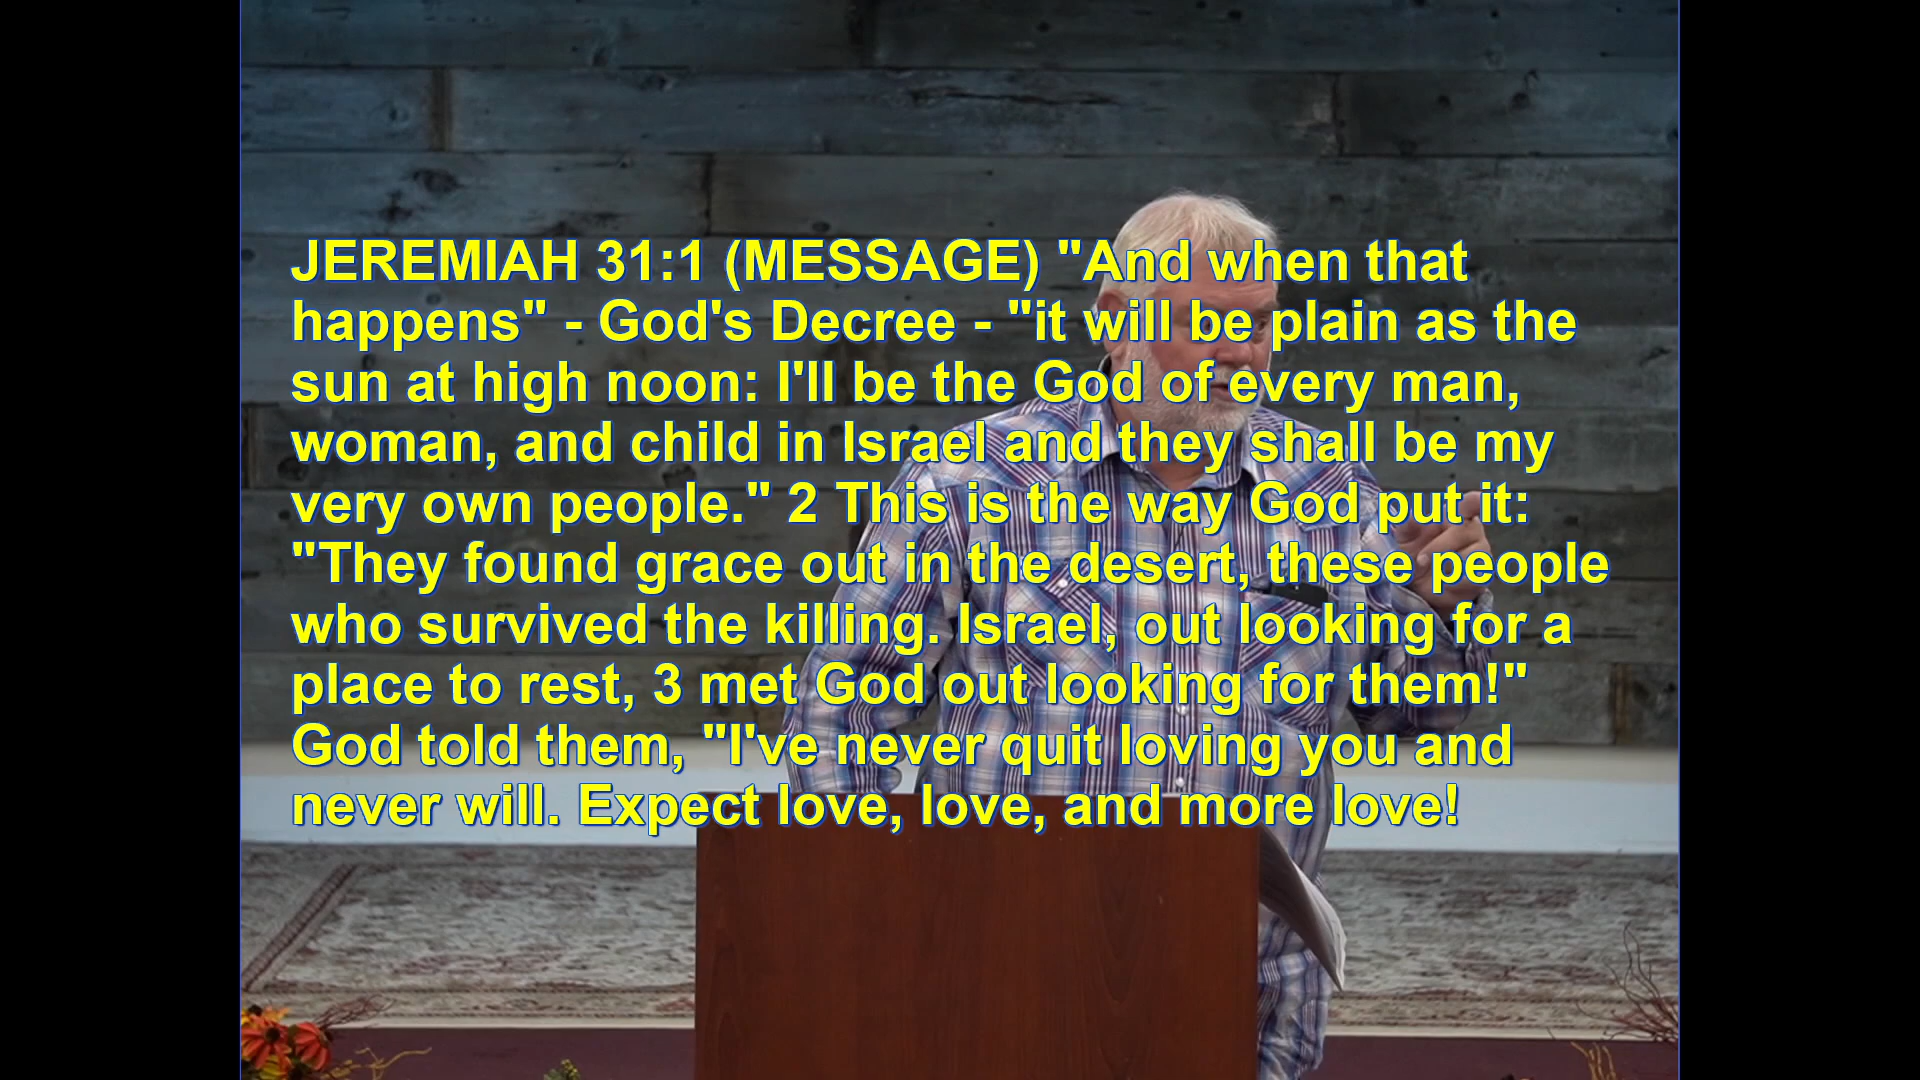 JEREMIAH 31:1 (MESSAGE) "And when that
happens" - God's Decree - "it will be plain as the
sun at high noon: I'll be the God of every man,
woman, and child in Israel and they shall be my
very own people." 2 This is the way God put it:
"They found grace out in the desert, these people
who survived the killing. Israel, out looking for a
place to rest, 3 met God out looking for them!"
God told them, "I've never quit loving you and
never will. Expect love, love, and more love!